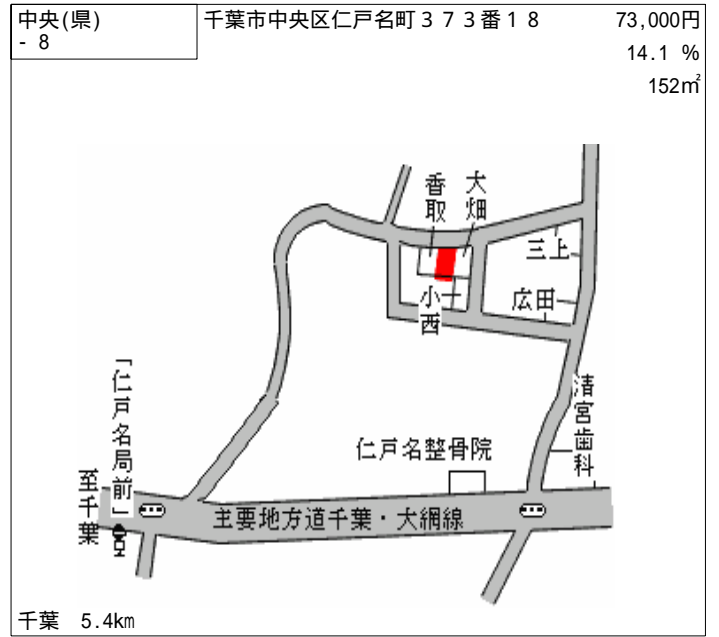 中央(県)
- 8
千葉市中央区仁戸名町３７３番１８
73,000円
14.1 %
152㎡
香取
大畑
三上
小西
広田
「仁戸名局前」
清宮歯科
仁戸名整骨院
至千葉
主要地方道千葉・大網線
千葉 5.4㎞